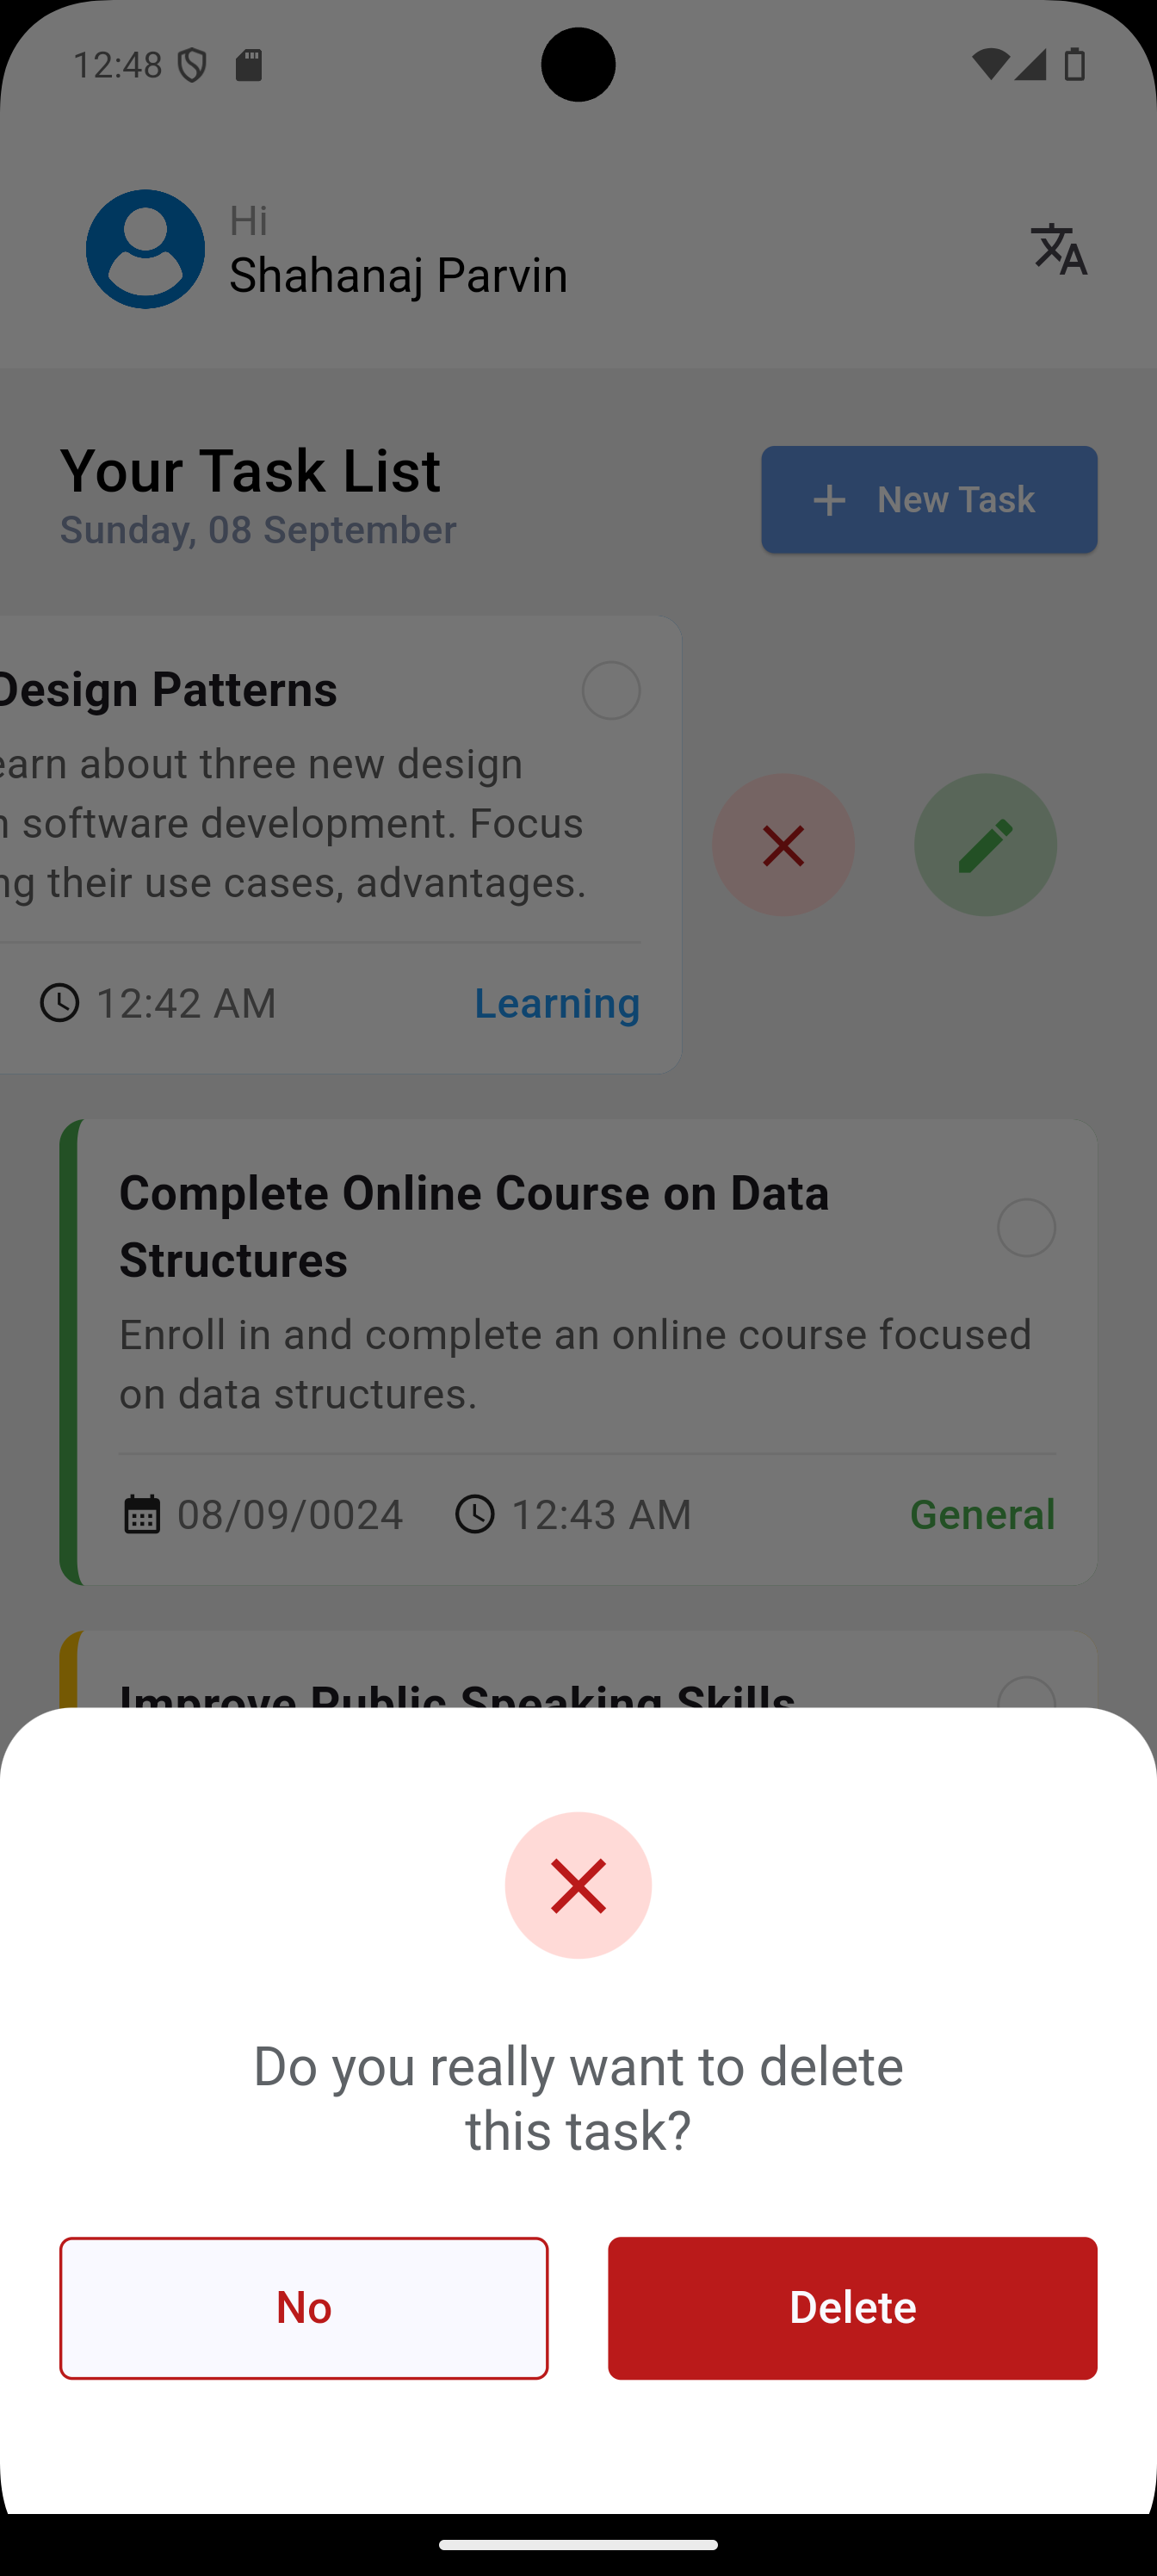 12:48
Hi
Shahanaj Parvin
Your Task List
Sunday, 08 September
New Task
Design Patterns
earn about three new design
software development. Focus
ng their use cases, advantages.
12:42 AM
Learning
Complete Online Course on Data
Structures
Enroll in and complete an online course focused
on data structures.
08/09/0024
12:43 AM
General
Improve Public Speaking Skills
Do you really want to delete
this task?
No
Delete